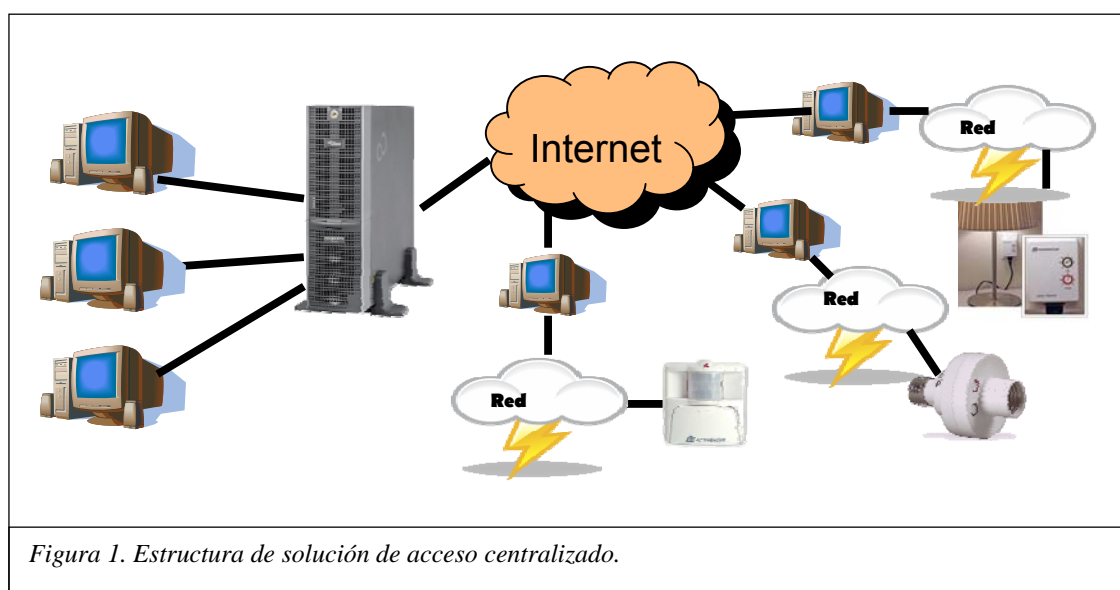 Internet
Red
Red
Red
Figura 1. Estructura de solución de acceso centralizado.